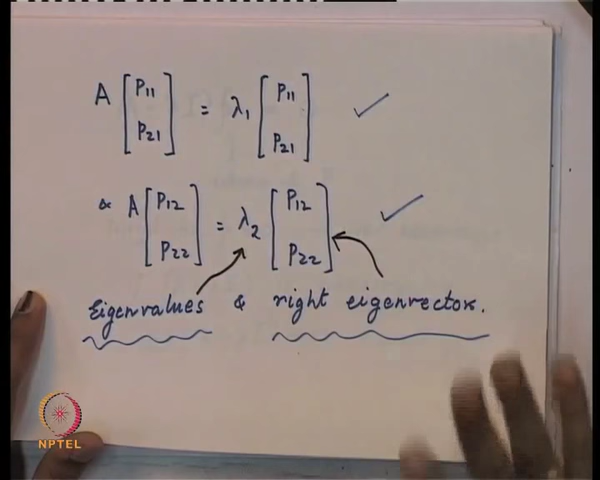 A [P11 P21] = λ1 [P11 P21] ✓
& A [P12 P22] = λ2 [P12 P22] ✓
Eigenvalues & right eigenvector.
NPTEL